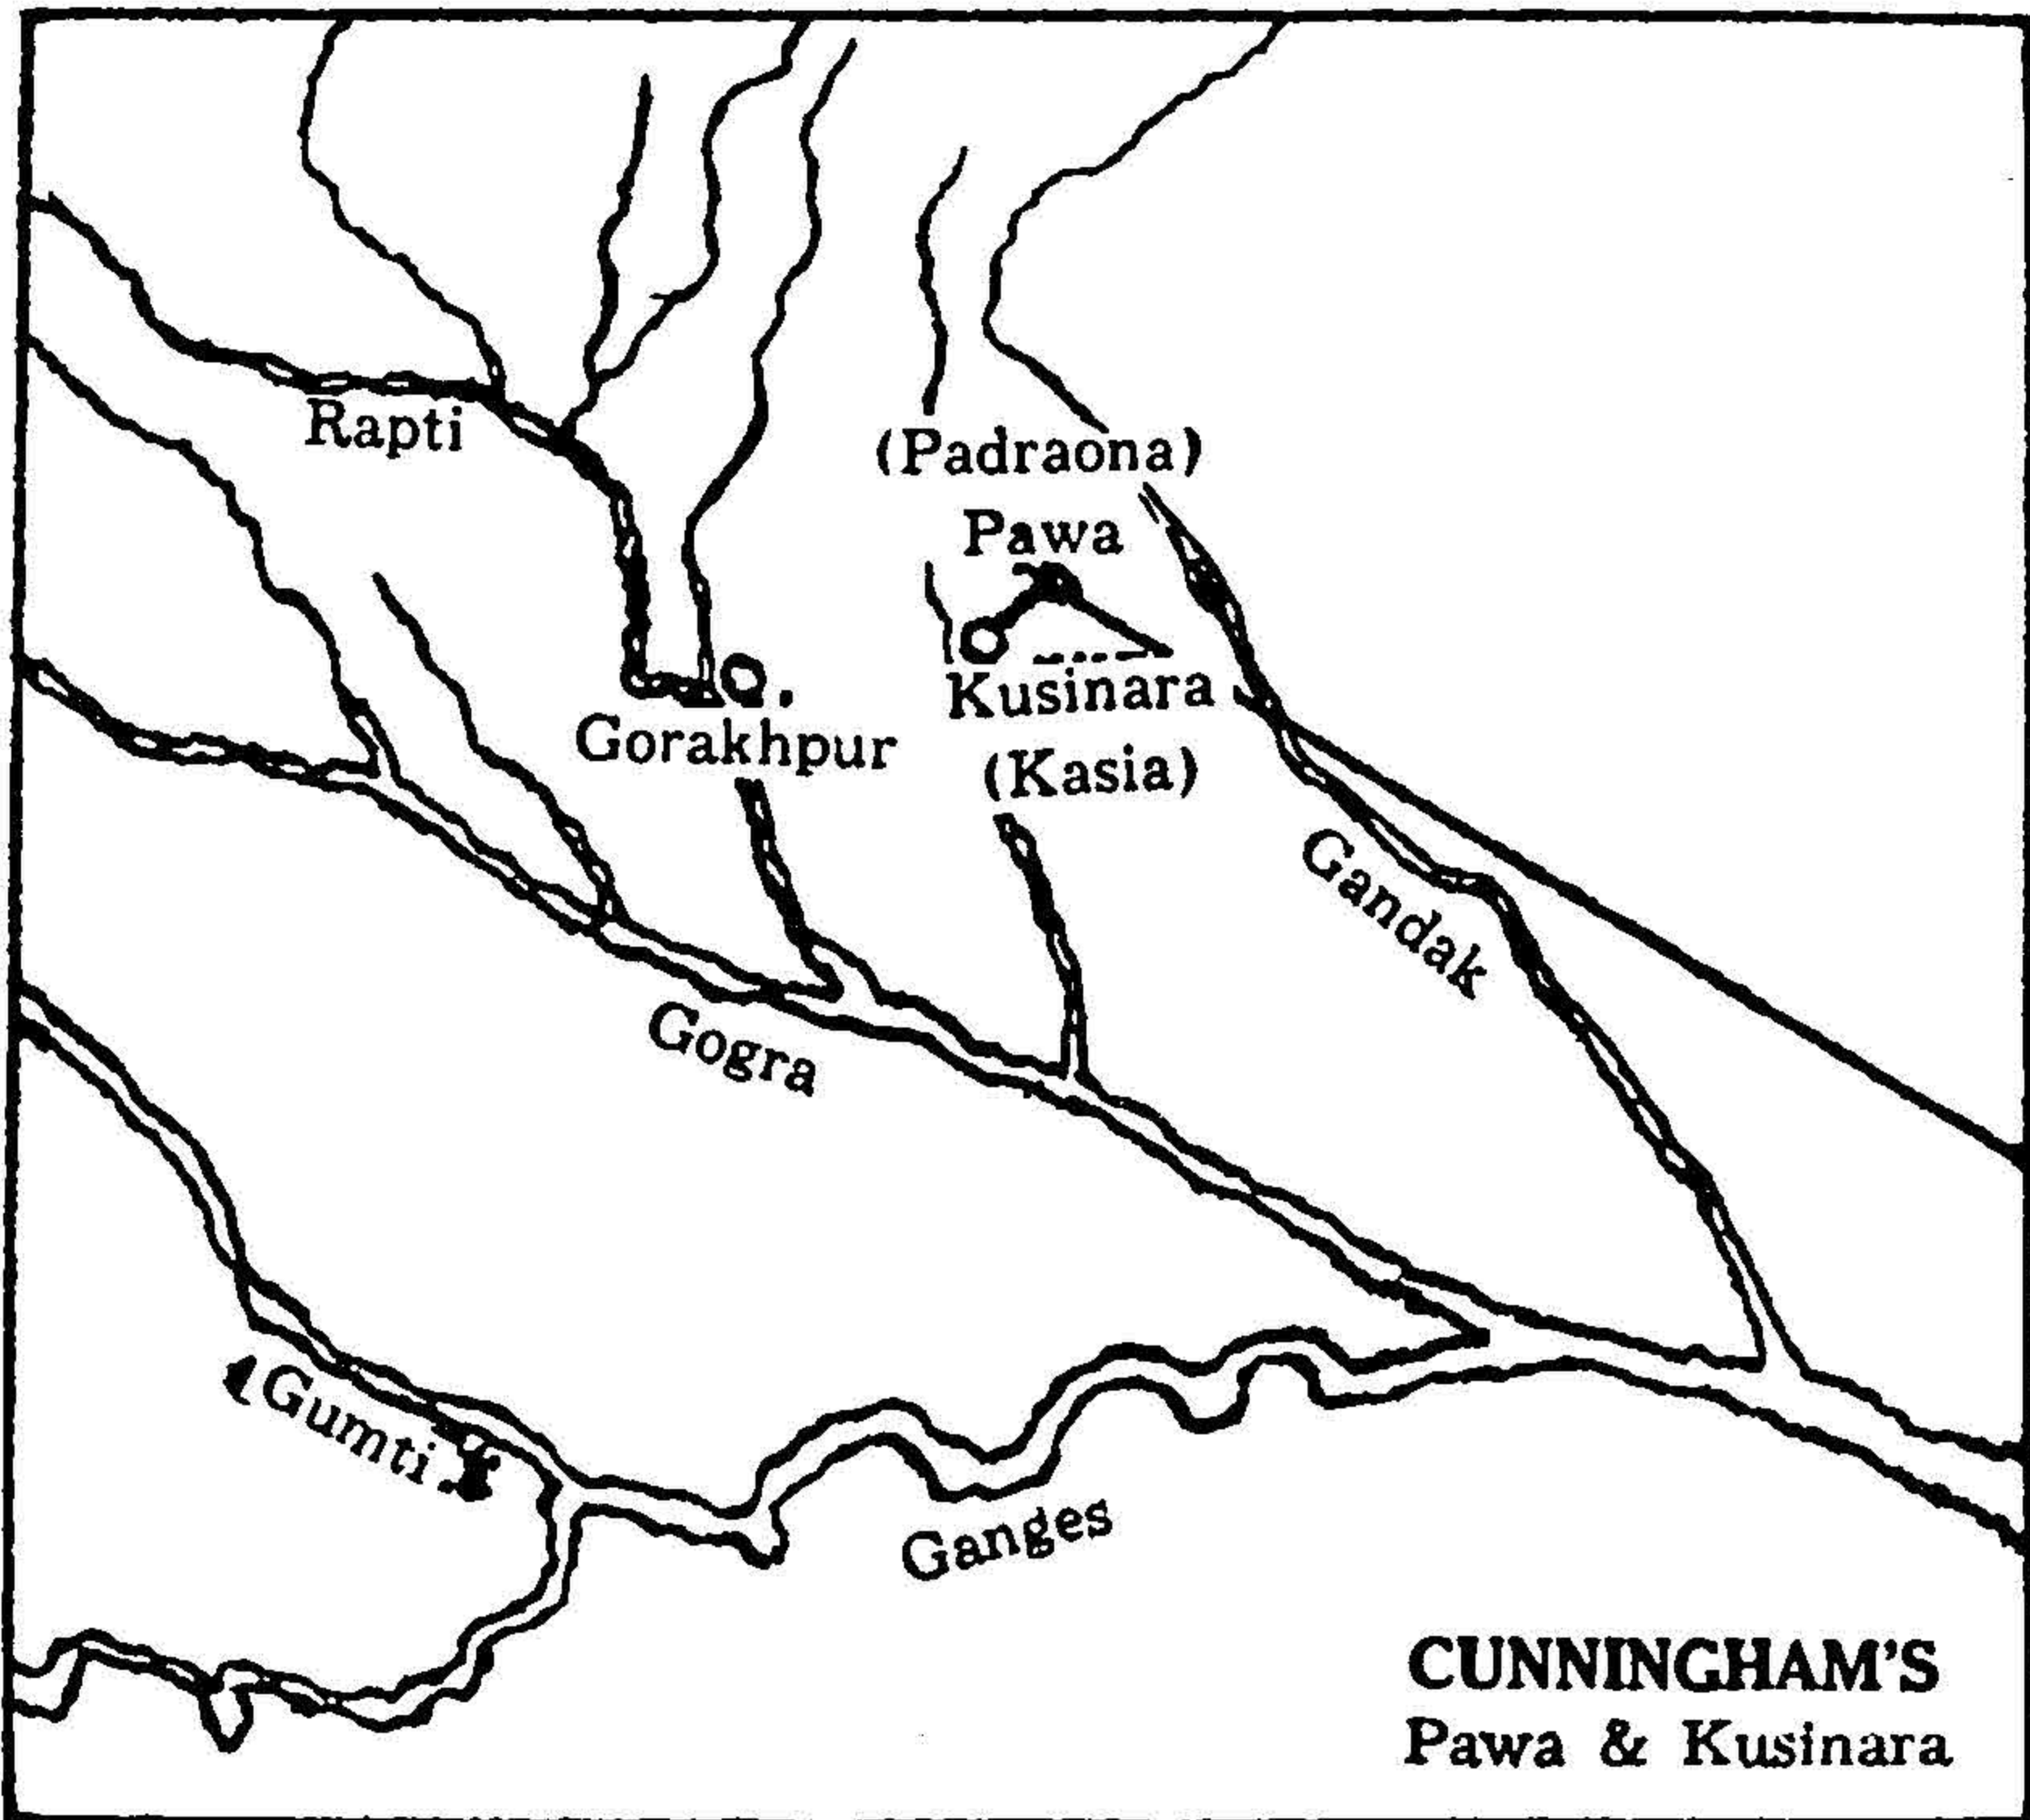 Rapti
(Padraona)
Pawa
Kusinara
(Kasia)
Gorakhpur
Gandak
Gogra
Gumti
Ganges
CUNNINGHAM'S
Pawa & Kusinara